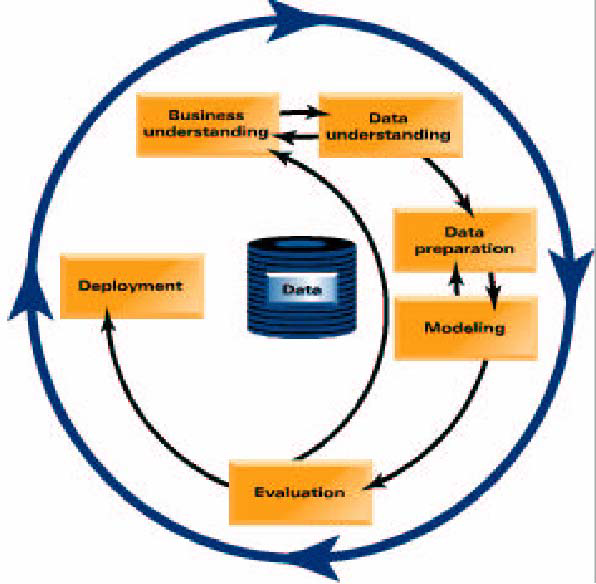 Business
understanding
Data
understanding
Data
preparation
Deployment
Data
Modeling
Evaluation